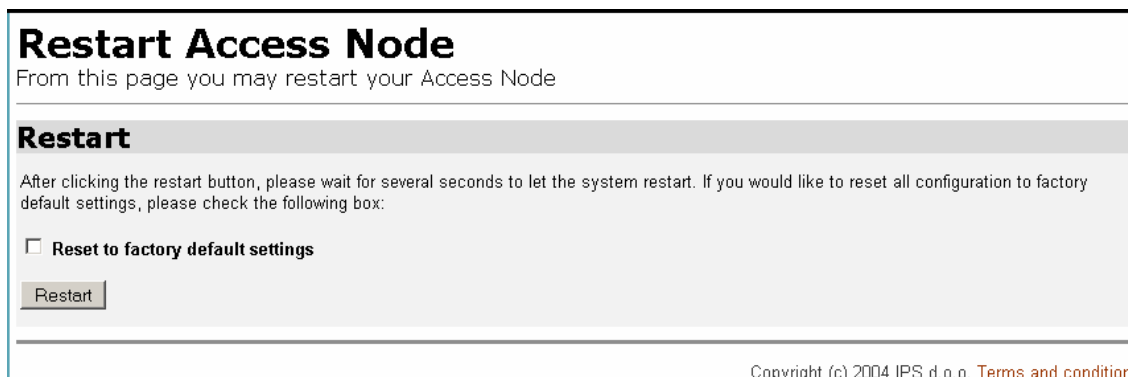 Restart Access Node
From this page you may restart your Access Node
Restart
After clicking the restart button, please wait for several seconds to let the system restart. If you would like to reset all configuration to factory
default settings, please check the following box:
Reset to factory default settings
Restart
Copyright (c) 2004 IPS d.o.o. Terms and condition